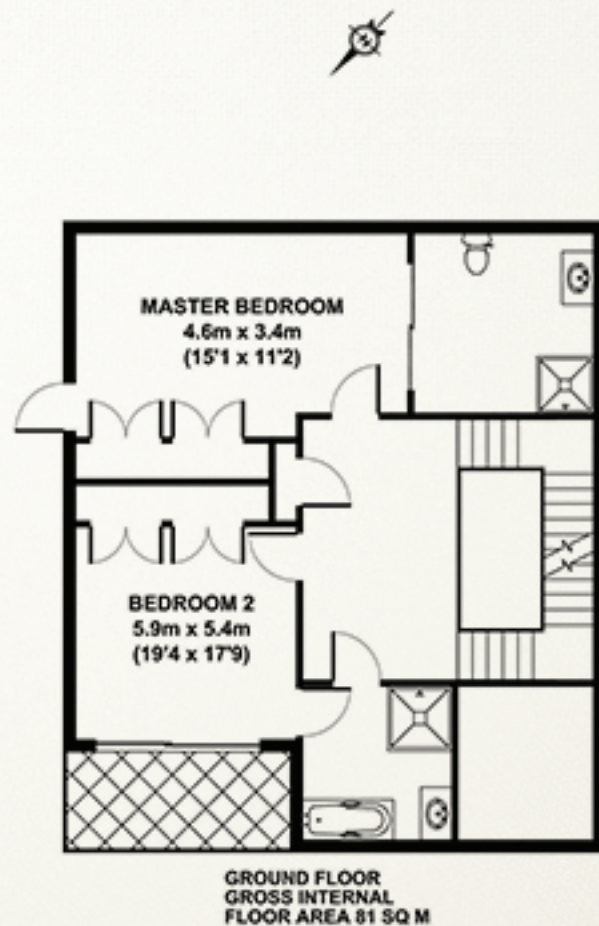 MASTER BEDROOM
4.6m x 3.4m
(15'1 x 11'2)
BEDROOM 2
5.9m x 5.4m
(19'4 x 17'9)
GROUND FLOOR
GROSS INTERNAL
FLOOR AREA 81 SQ M